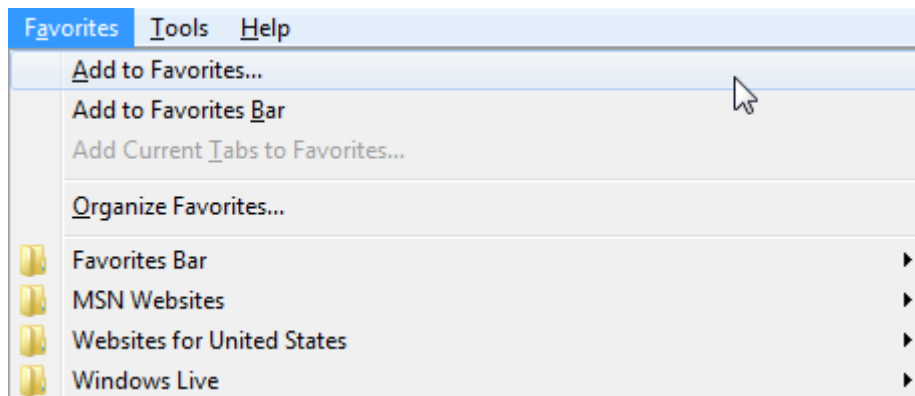 Favorites Tools Help
Add to Favorites...
Add to Favorites Bar
Add Current Tabs to Favorites...
Organize Favorites...
Favorites Bar
MSN Websites
Websites for United States
Windows Live